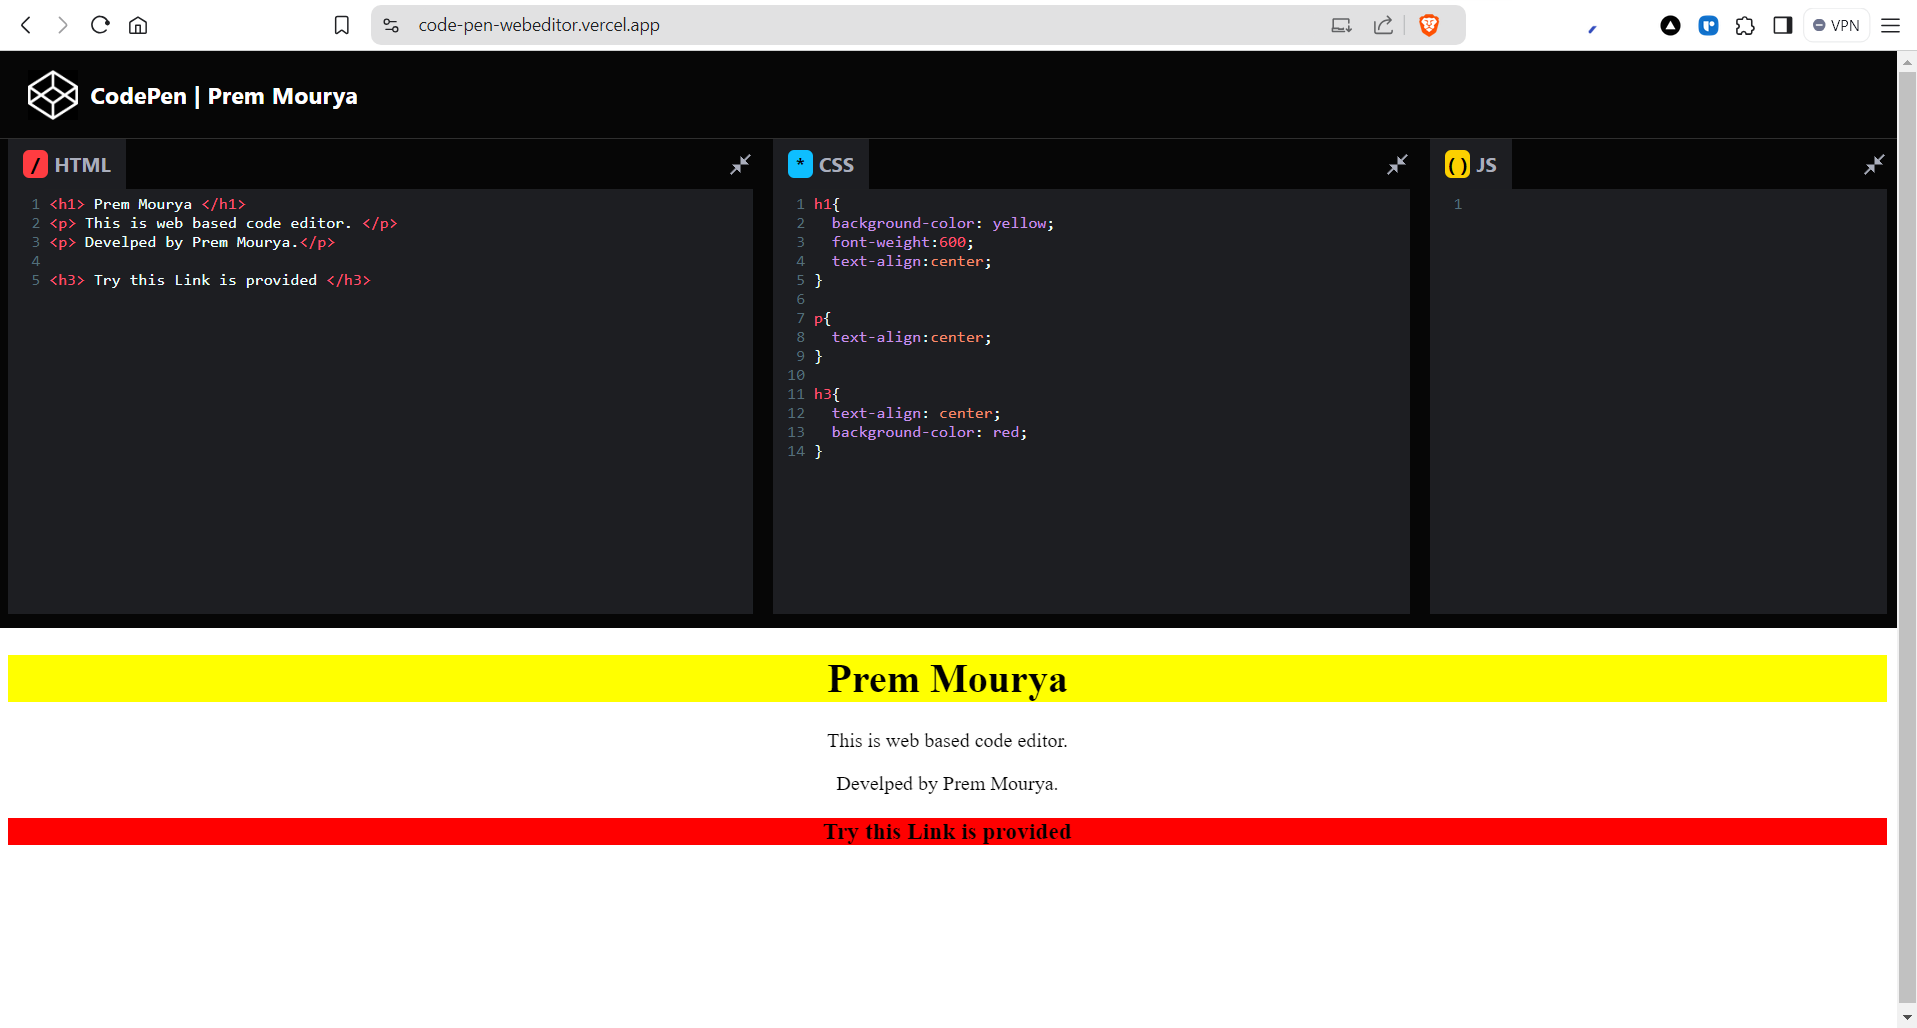 code-pen-webeditor.vercel.app
VPN
CodePen | Prem Mourya
/ HTML
1 <h1> Prem Mourya </h1>
2 <p> This is web based code editor. </p>
3 <p> Develped by Prem Mourya.</p>
4
5 <h3> Try this Link is provided </h3>
* CSS
1 h1{
2 background-color: yellow;
3 font-weight:600;
4 text-align:center;
5 }
6
7 p{
8 text-align:center;
9 }
10
11 h3{
12 text-align: center;
13 background-color: red;
14 }
( ) JS
1
Prem Mourya
This is web based code editor.
Develped by Prem Mourya.
Try this Link is provided